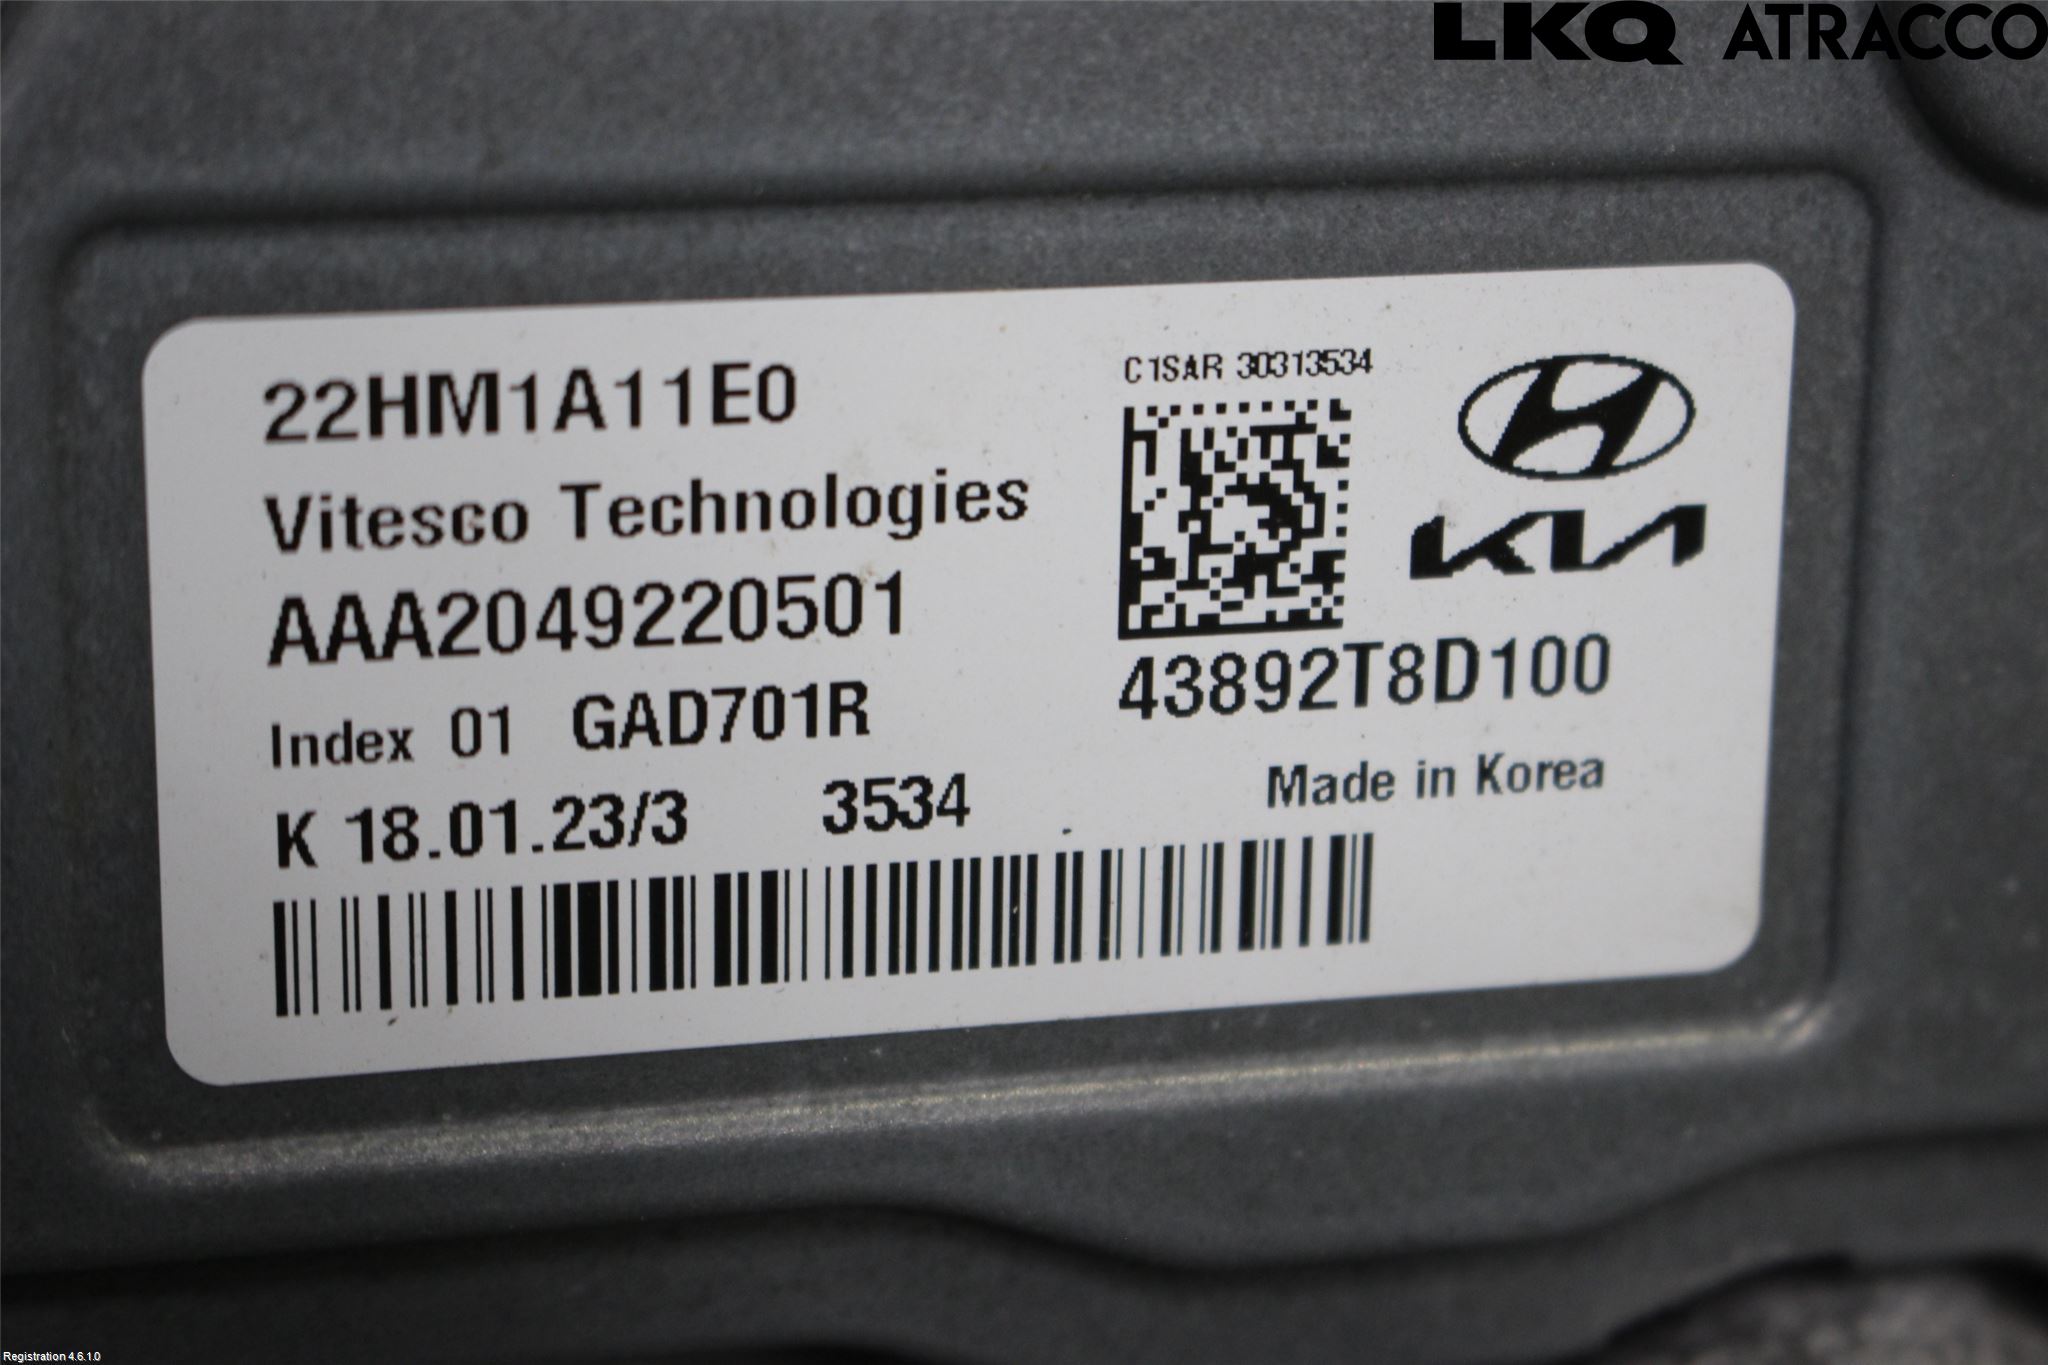 LKQ ATRACCO
22HM1A11E0
C1SAR 30313534
Vitesco Technologies
KIA
AAA2049220501
43892T8D100
Index 01 GAD701R
Made in Korea
K 18.01.23/3 3534
Registration 4.6.1.0